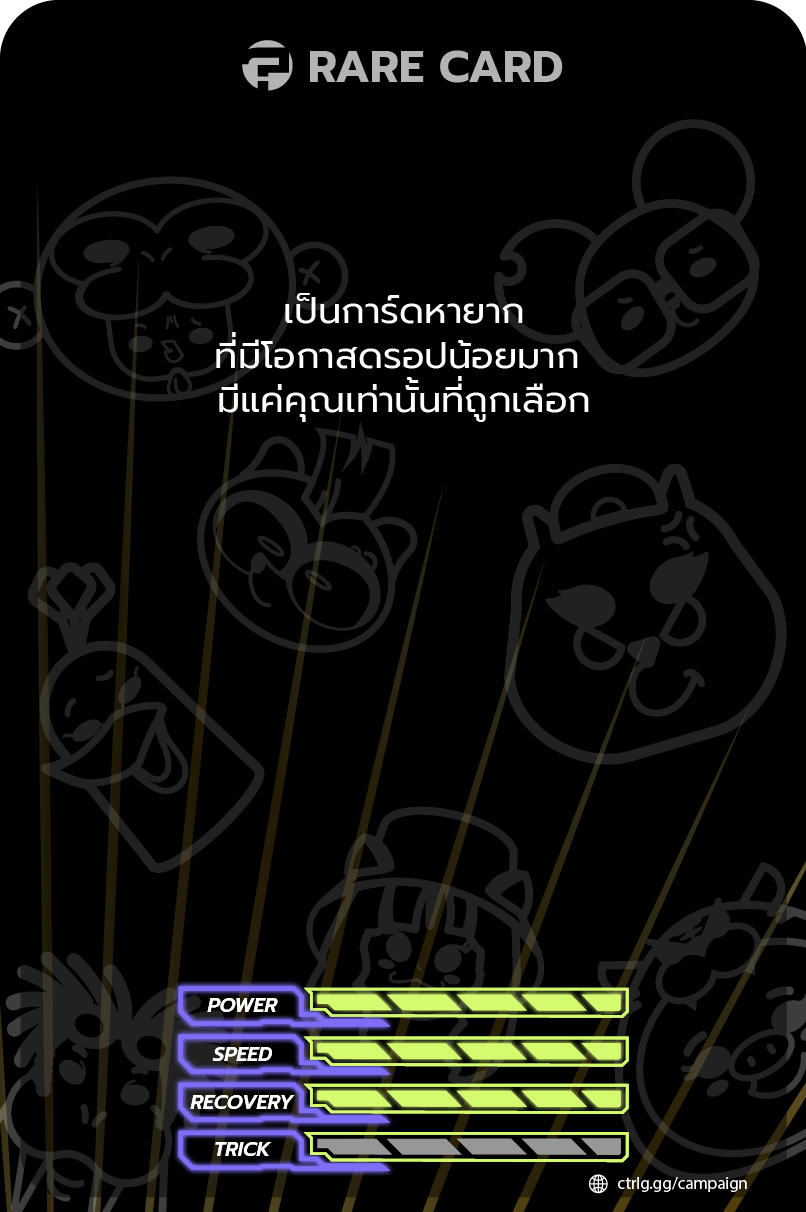 RARE CARD
เป็นการ์ดหายาก
ที่มีโอกาสดรอปน้อยมาก
มีแค่คุณเท่านั้นที่ถูกเลือก
POWER
SPEED
RECOVERY
TRICK
ctrlg.gg/campaign